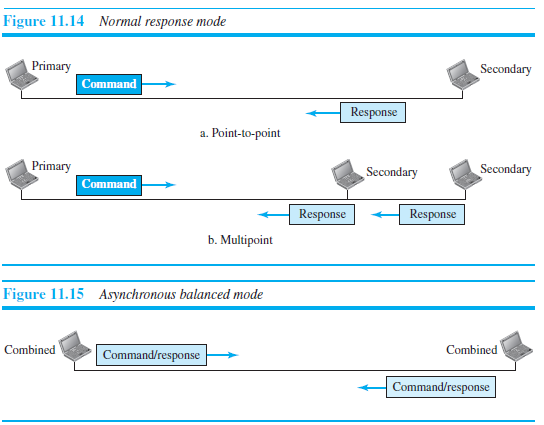 Figure 11.14 Normal response mode
Primary
Secondary
Command
Response
a. Point-to-point
Primary
Secondary
Secondary
Command
Response
Response
b. Multipoint
Figure 11.15 Asynchronous balanced mode
Combined
Command/response
Combined
Command/response